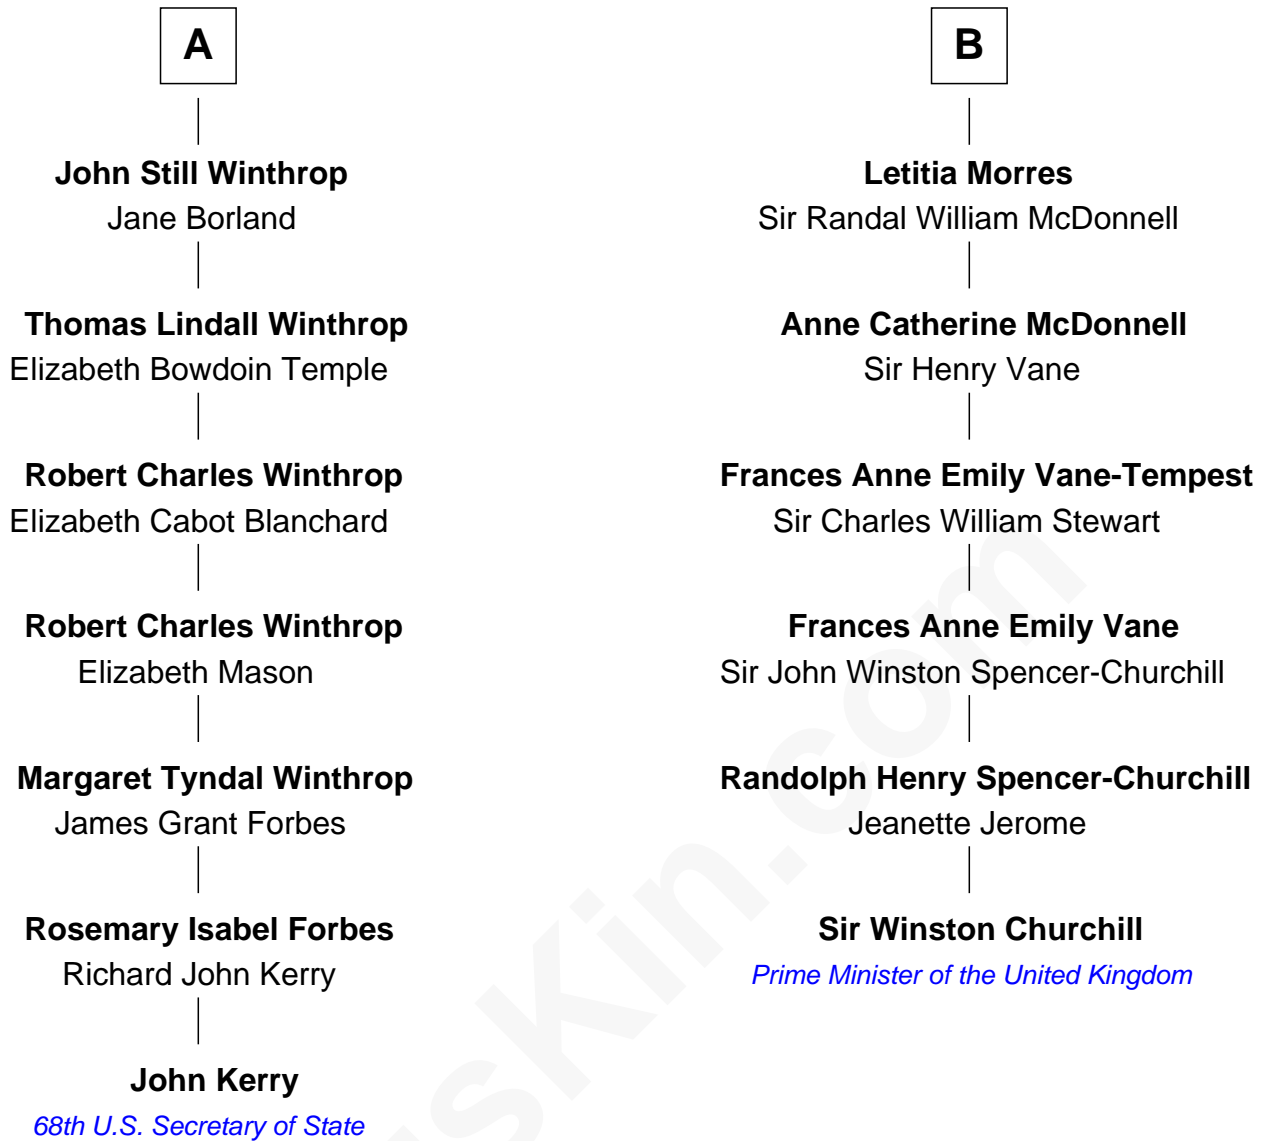 A
John Still Winthrop
Jane Borland
Thomas Lindall Winthrop
Elizabeth Bowdoin Temple
Robert Charles Winthrop
Elizabeth Cabot Blanchard
Robert Charles Winthrop
Elizabeth Mason
Margaret Tyndal Winthrop
James Grant Forbes
Rosemary Isabel Forbes
Richard John Kerry
John Kerry
68th U.S. Secretary of State
B
Letitia Morres
Sir Randal William McDonnell
Anne Catherine McDonnell
Sir Henry Vane
Frances Anne Emily Vane-Tempest
Sir Charles William Stewart
Frances Anne Emily Vane
Sir John Winston Spencer-Churchill
Randolph Henry Spencer-Churchill
Jeanette Jerome
Sir Winston Churchill
Prime Minister of the United Kingdom